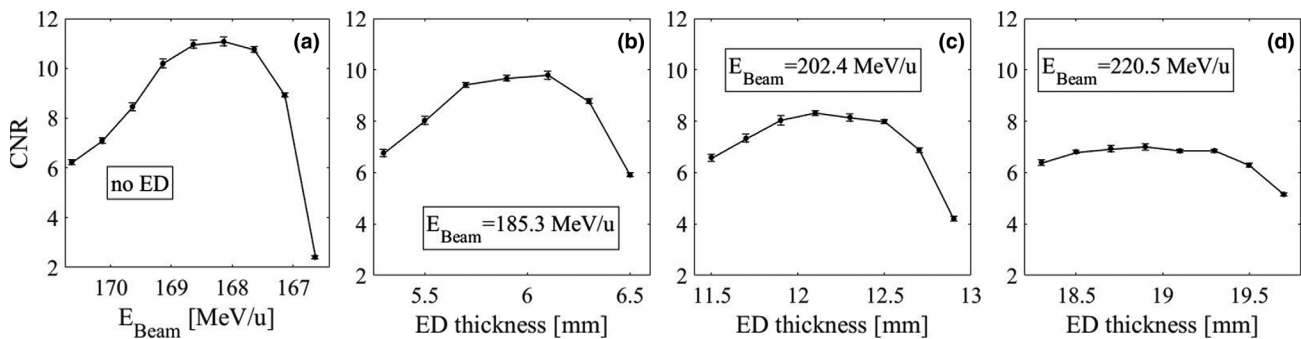 CNR
12
10
8
6
4
2
(a)
no ED
170
169
168
167
E_Beam [MeV/u]
12
10
8
6
4
2
(b)
E_Beam=185.3 MeV/u
5.5
6
6.5
ED thickness [mm]
12
10
8
6
4
2
(c)
E_Beam=202.4 MeV/u
11.5
12
12.5
13
ED thickness [mm]
12
10
8
6
4
2
(d)
E_Beam=220.5 MeV/u
18.5
19
19.5
ED thickness [mm]